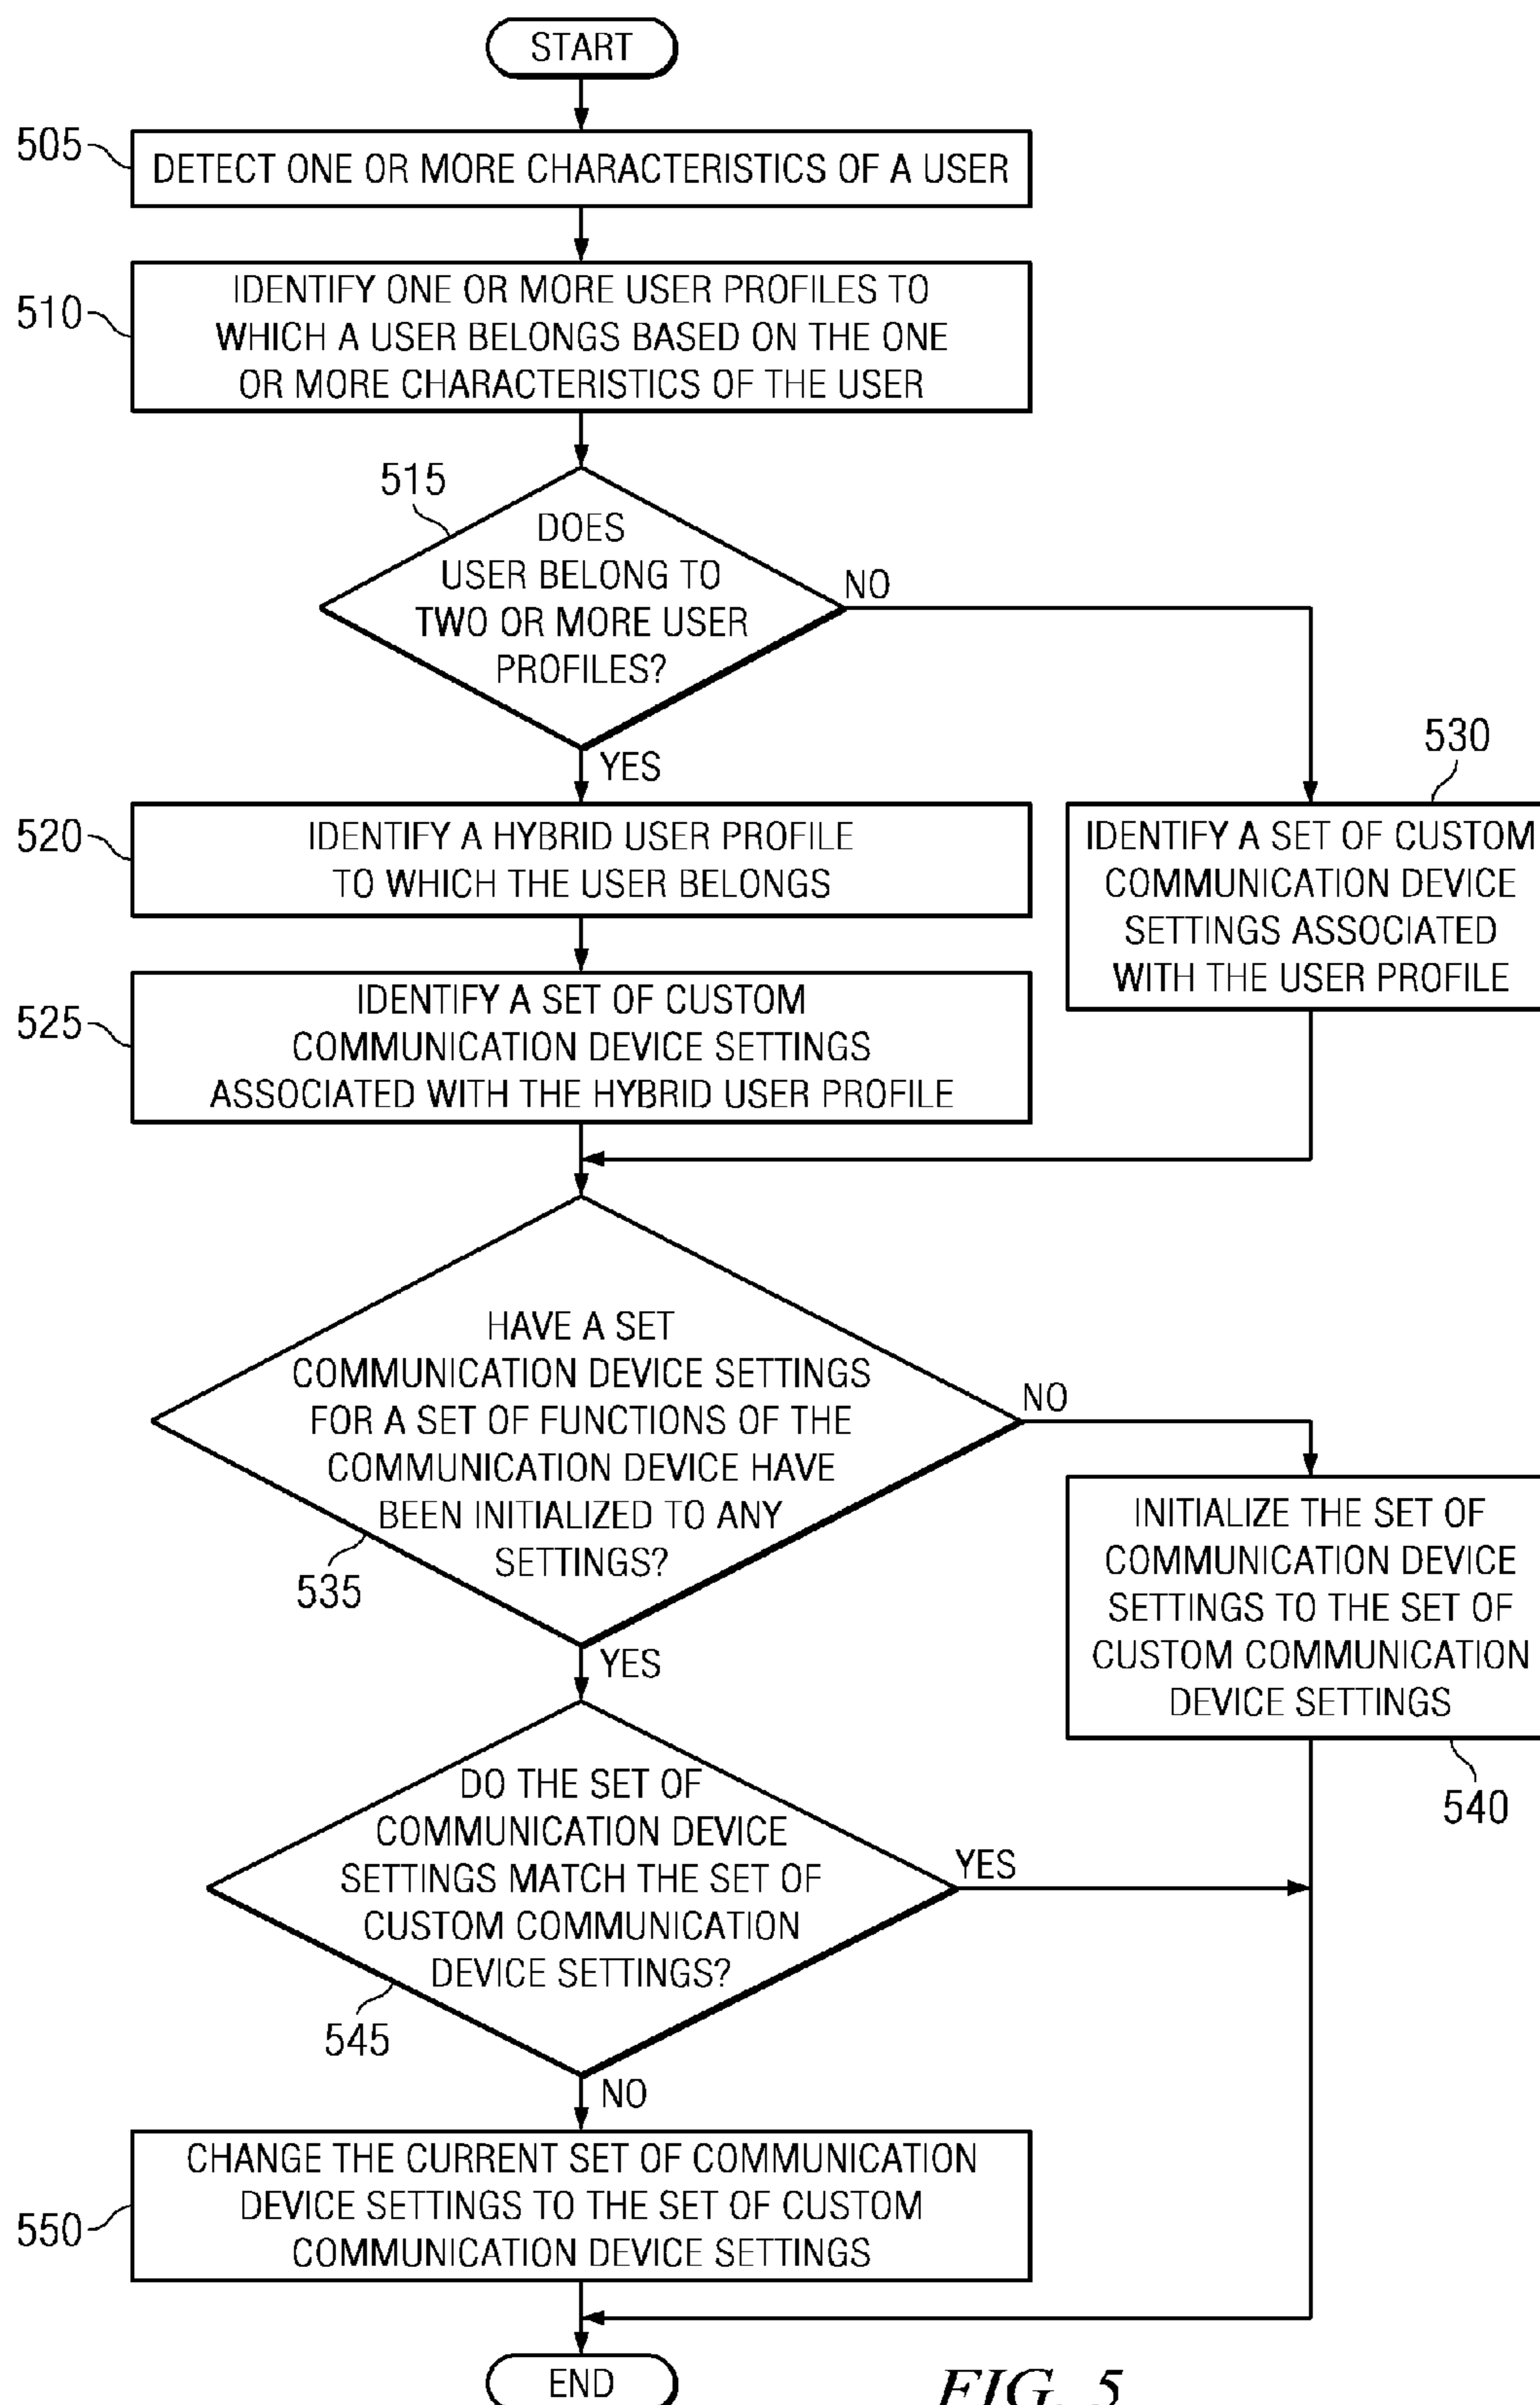 START
505
DETECT ONE OR MORE CHARACTERISTICS OF A USER
510
IDENTIFY ONE OR MORE USER PROFILES TO
WHICH A USER BELONGS BASED ON THE ONE
OR MORE CHARACTERISTICS OF THE USER
515
DOES
USER BELONG TO
TWO OR MORE USER
PROFILES?
NO
YES
520
IDENTIFY A HYBRID USER PROFILE
TO WHICH THE USER BELONGS
530
IDENTIFY A SET OF CUSTOM
COMMUNICATION DEVICE
SETTINGS ASSOCIATED
WITH THE USER PROFILE
525
IDENTIFY A SET OF CUSTOM
COMMUNICATION DEVICE SETTINGS
ASSOCIATED WITH THE HYBRID USER PROFILE
HAVE A SET
COMMUNICATION DEVICE SETTINGS
FOR A SET OF FUNCTIONS OF THE
COMMUNICATION DEVICE HAVE
BEEN INITIALIZED TO ANY
SETTINGS?
535
NO
YES
INITIALIZE THE SET OF
COMMUNICATION DEVICE
SETTINGS TO THE SET OF
CUSTOM COMMUNICATION
DEVICE SETTINGS
540
DO THE SET OF
COMMUNICATION DEVICE
SETTINGS MATCH THE SET OF
CUSTOM COMMUNICATION
DEVICE SETTINGS?
545
YES
NO
550
CHANGE THE CURRENT SET OF COMMUNICATION
DEVICE SETTINGS TO THE SET OF CUSTOM
COMMUNICATION DEVICE SETTINGS
END
FIG. 5